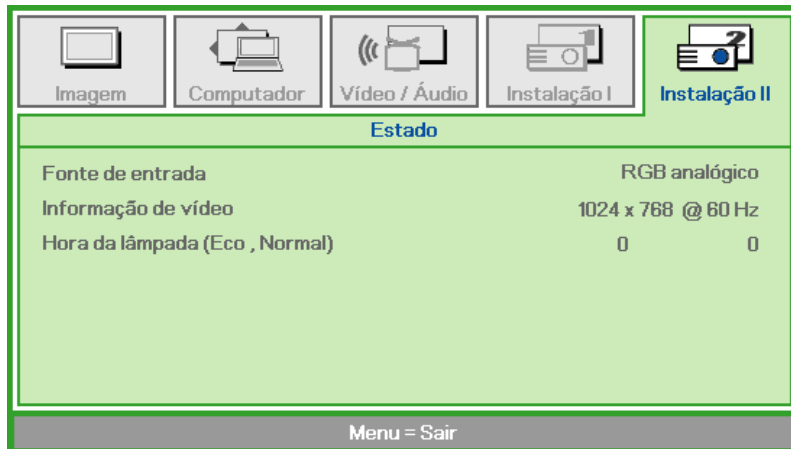 Imagem
Computador
Vídeo / Áudio
Instalação I
Instalação II
Estado
Fonte de entrada RGB analógico
Informação de vídeo 1024 x 768 @ 60 Hz
Hora da lâmpada (Eco , Normal) 0 0
Menu = Sair